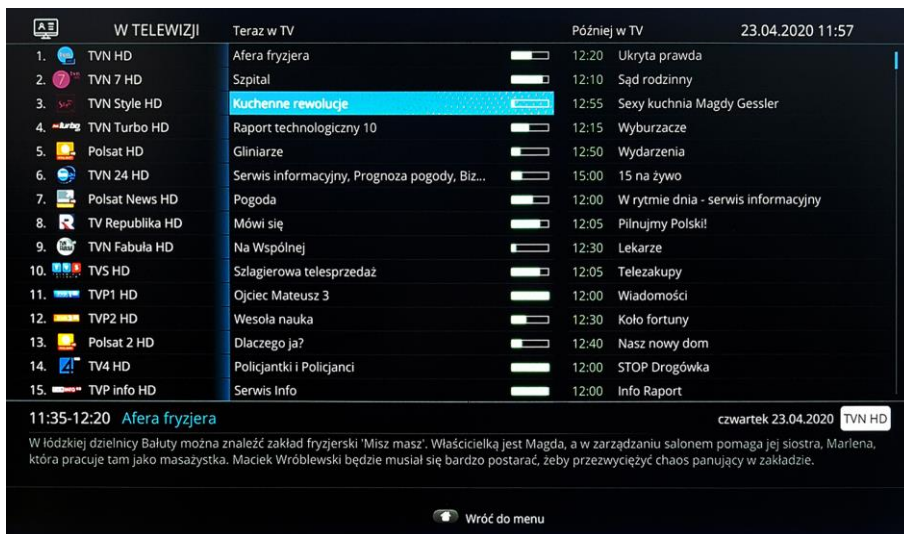 W TELEWIZJI Teraz w TV Później w TV 23.04.2020 11:57
1. TVN HD Afera fryzjera 12:20 Ukryta prawda
2. 7 TVN 7 HD Szpital 12:10 Sąd rodzinny
3. TVN Style HD Kuchenne rewolucje 12:55 Sexy kuchnia Magdy Gessler
4. turbo TVN Turbo HD Raport technologiczny 10 12:15 Wyburzacze
5. Polsat HD Gliniarze 12:50 Wydarzenia
6. TVN 24 HD Serwis informacyjny, Prognoza pogody, Biz... 15:00 15 na żywo
7. Polsat News HD Pogoda 12:00 W rytmie dnia - serwis informacyjny
8. R TV Republika HD Mówi się 12:05 Pilnujmy Polski!
9. TVN Fabuła HD Na Wspólnej 12:30 Lekarze
10. TVS TVS HD Szlagierowa telesprzedaż 12:05 Telezakupy
11. TVP1 HD Ojciec Mateusz 3 12:00 Wiadomości
12. TVP2 HD Wesoła nauka 12:30 Koło fortuny
13. Polsat 2 HD Dlaczego ja? 12:40 Nasz nowy dom
14. 4 TV4 HD Policjantki i Policjanci 12:00 STOP Drogówka
15. TVP info HD Serwis Info 12:00 Info Raport
11:35-12:20 Afera fryzjera czwartek 23.04.2020 TVN HD
W łódzkiej dzielnicy Bałuty można znaleźć zakład fryzjerski 'Misz masz'. Właścicielką jest Magda, a w zarządzaniu salonem pomaga jej siostra, Marlena,
która pracuje tam jako masażystka. Maciek Wróblewski będzie musiał się bardzo postarać, żeby przezwyciężyć chaos panujący w zakładzie.
Wróć do menu